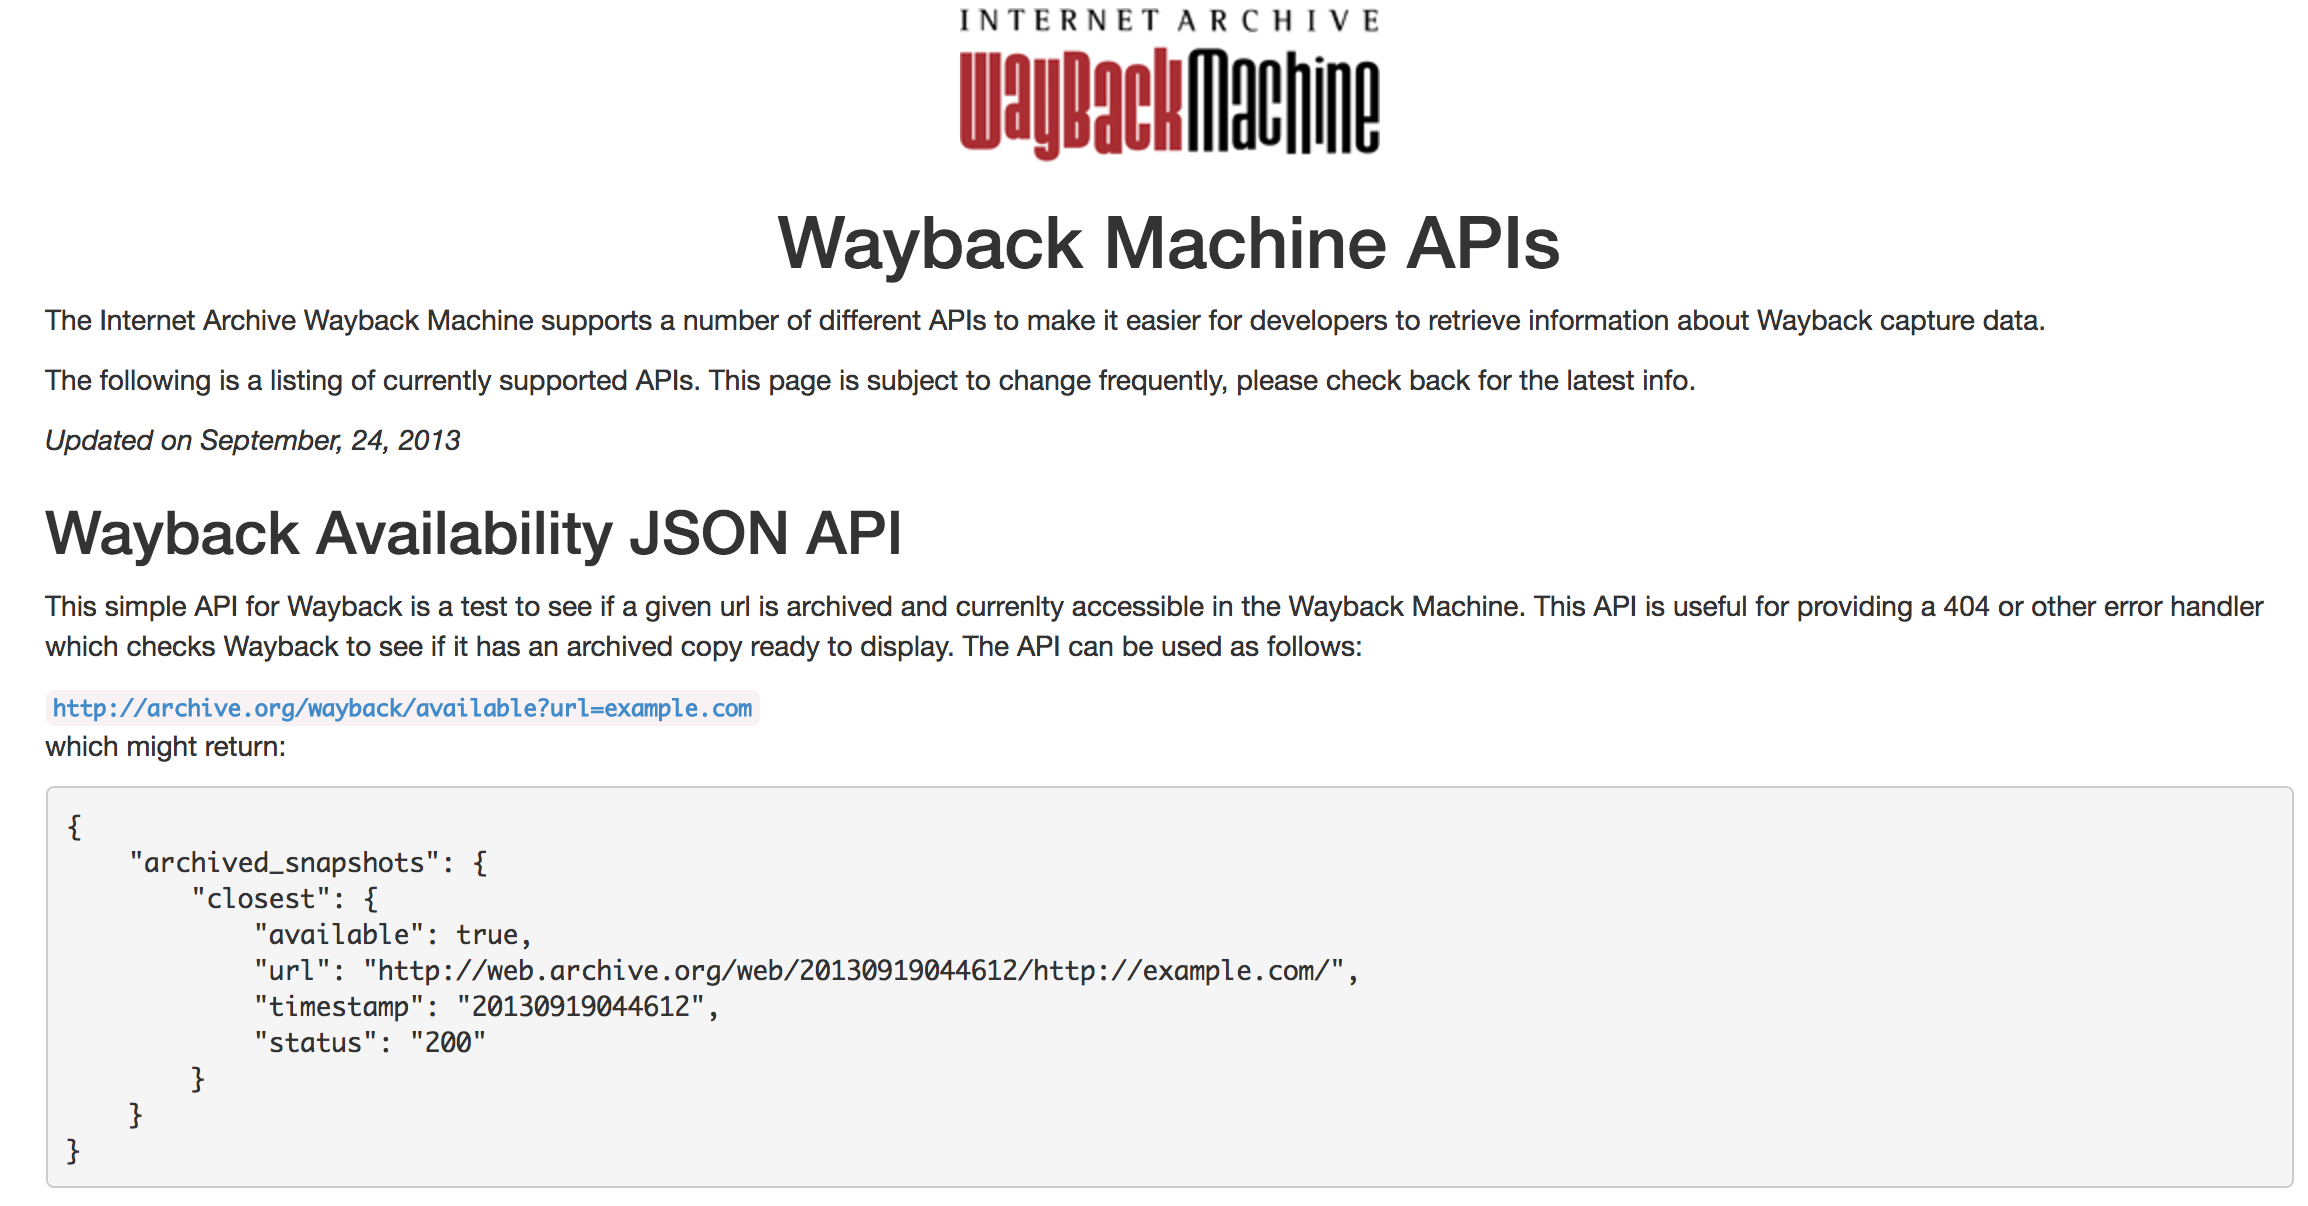 INTERNET ARCHIVE
WayBackMachine
Wayback Machine APIs
The Internet Archive Wayback Machine supports a number of different APIs to make it easier for developers to retrieve information about Wayback capture data.
The following is a listing of currently supported APIs. This page is subject to change frequently, please check back for the latest info.
Updated on September, 24, 2013
Wayback Availability JSON API
This simple API for Wayback is a test to see if a given url is archived and currenlty accessible in the Wayback Machine. This API is useful for providing a 404 or other error handler
which checks Wayback to see if it has an archived copy ready to display. The API can be used as follows:
http://archive.org/wayback/available?url=example.com
which might return:
{
    "archived_snapshots": {
        "closest": {
            "available": true,
            "url": "http://web.archive.org/web/20130919044612/http://example.com/",
            "timestamp": "20130919044612",
            "status": "200"
        }
    }
}